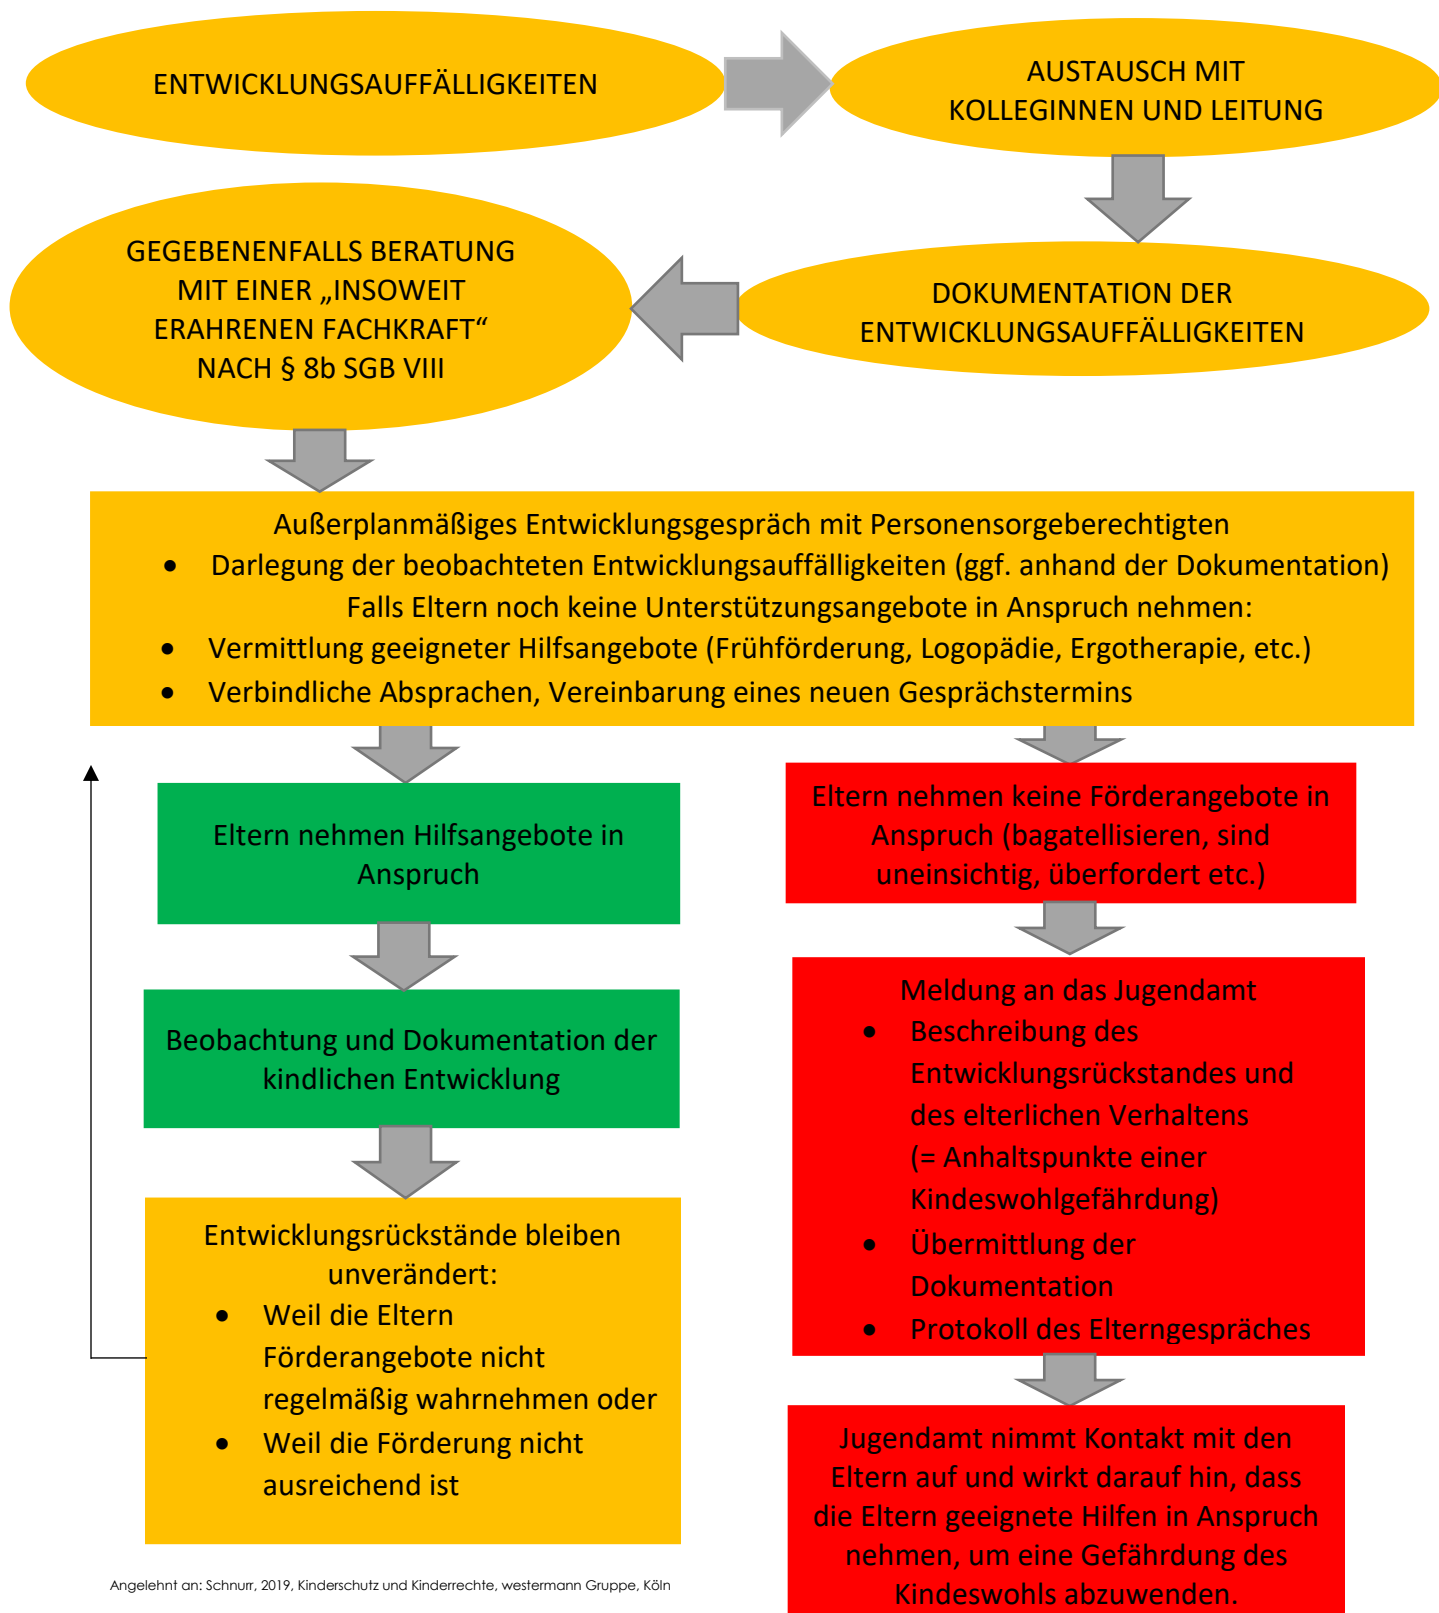 ENTWICKLUNGSAUFFÄLLIGKEITEN
AUSTAUSCH MIT
KOLLEGINNEN UND LEITUNG
GEGEBENENFALLS BERATUNG
MIT EINER „INSOWEIT
ERAHRENEN FACHKRAFT“
NACH § 8b SGB VIII
DOKUMENTATION DER
ENTWICKLUNGSAUFFÄLLIGKEITEN
Außerplanmäßiges Entwicklungsgespräch mit Personensorgeberechtigten
• Darlegung der beobachteten Entwicklungsauffälligkeiten (ggf. anhand der Dokumentation)
Falls Eltern noch keine Unterstützungsangebote in Anspruch nehmen:
• Vermittlung geeigneter Hilfsangebote (Frühförderung, Logopädie, Ergotherapie, etc.)
• Verbindliche Absprachen, Vereinbarung eines neuen Gesprächstermins
Eltern nehmen Hilfsangebote in
Anspruch
Beobachtung und Dokumentation der
kindlichen Entwicklung
Entwicklungsrückstände bleiben
unverändert:
• Weil die Eltern
Förderangebote nicht
regelmäßig wahrnehmen oder
• Weil die Förderung nicht
ausreichend ist
Eltern nehmen keine Förderangebote in
Anspruch (bagatellisieren, sind
uneinsichtig, überfordert etc.)
Meldung an das Jugendamt
• Beschreibung des
Entwicklungsrückstandes und
des elterlichen Verhaltens
(= Anhaltspunkte einer
Kindeswohlgefährdung)
• Übermittlung der
Dokumentation
• Protokoll des Elterngespräches
Jugendamt nimmt Kontakt mit den
Eltern auf und wirkt darauf hin, dass
die Eltern geeignete Hilfen in Anspruch
nehmen, um eine Gefährdung des
Kindeswohls abzuwenden.
Angelehnt an: Schnurr, 2019, Kinderschutz und Kinderrechte, westermann Gruppe, Köln